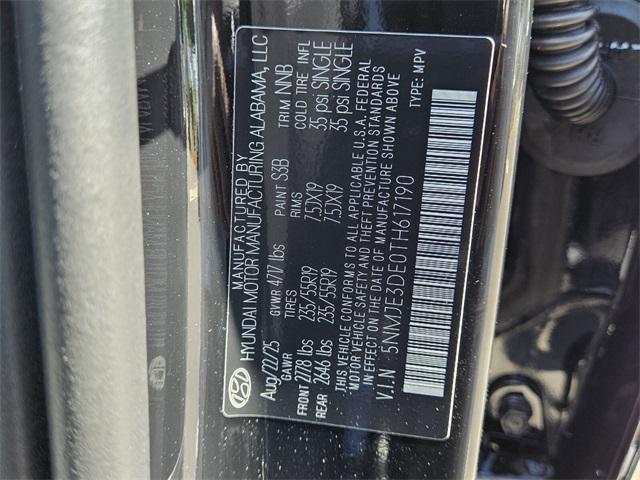 MANUFACTURED BY
HYUNDAI MOTOR MANUFACTURING ALABAMA, LLC
Aug/22/25 GVWR 4717 lbs PAINT S3B TRIM NNB
GAWR TIRES RIMS COLD TIRE INFL
FRONT 2778 lbs 235/55R19 7.5JX19 35 psi SINGLE
REAR 2646 lbs 235/55R19 7.5JX19 35 psi SINGLE
THIS VEHICLE CONFORMS TO ALL APPLICABLE U.S.A. FEDERAL
MOTOR VEHICLE SAFETY AND THEFT PREVENTION STANDARDS
IN EFFECT ON THE DATE OF MANUFACTURE SHOWN ABOVE
V.I.N 5NMJE3DE0TH617190 TYPE: MPV